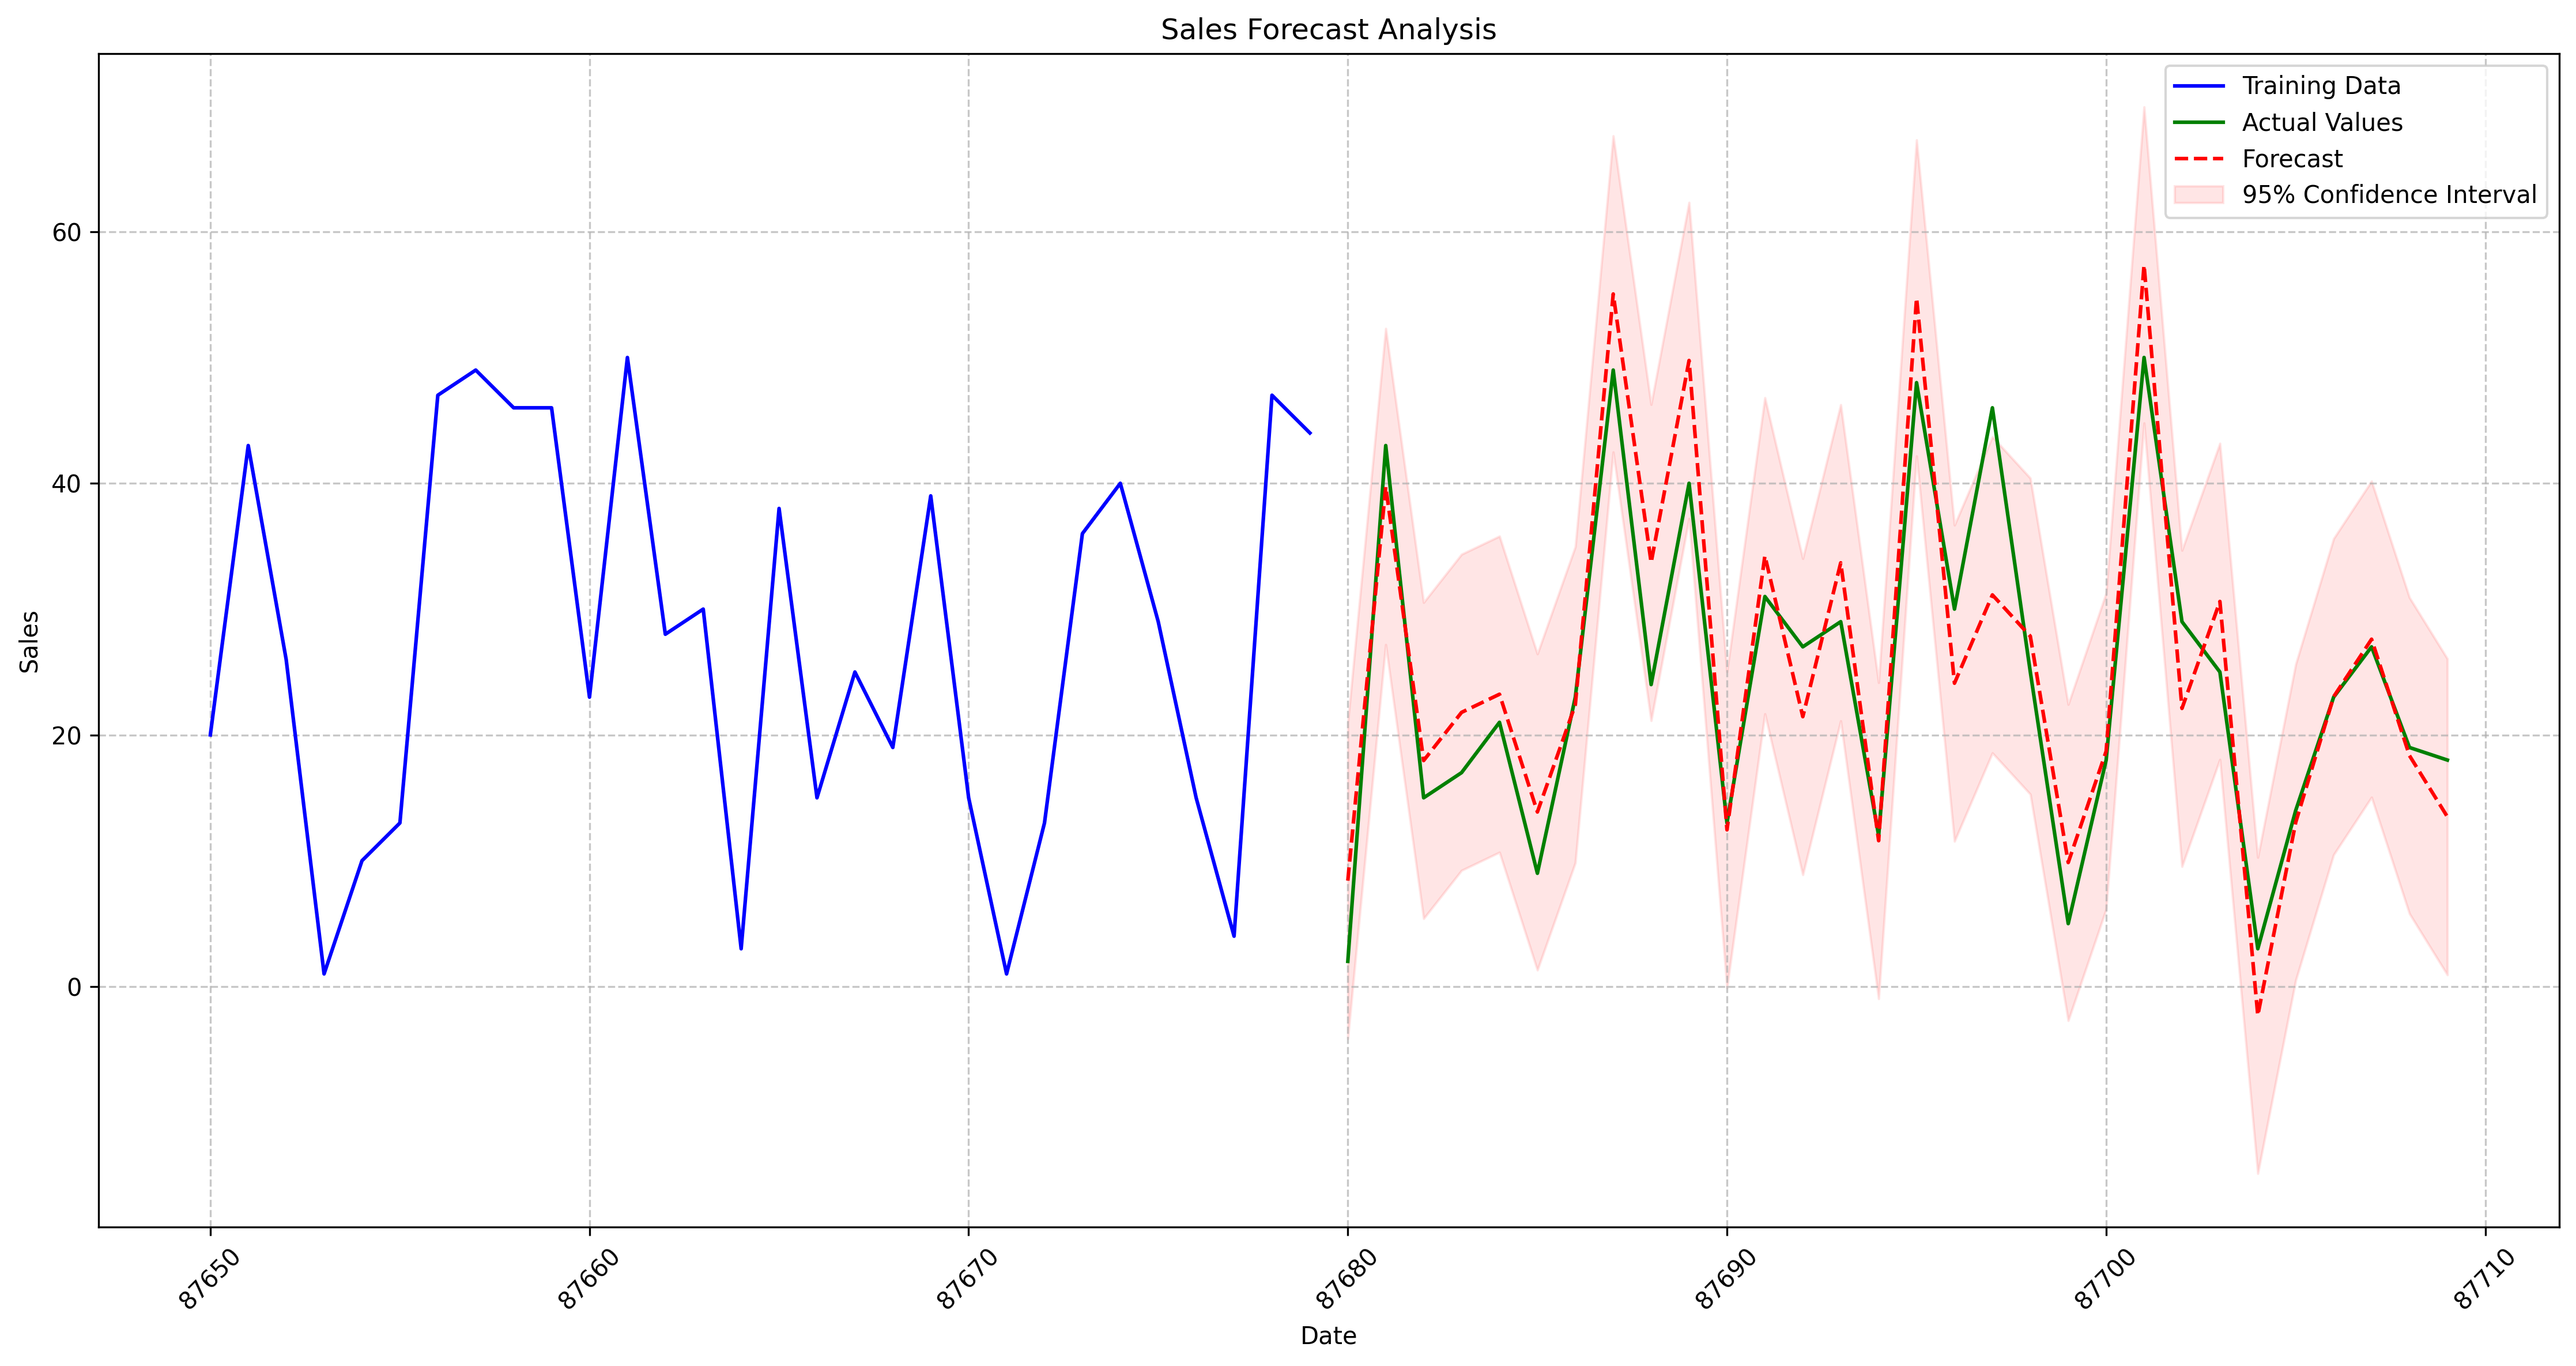 Sales Forecast Analysis
Training Data
Actual Values
Forecast
95% Confidence Interval
60
40
20
0
Sales
87650
87660
87670
87680
87690
87700
87710
Date